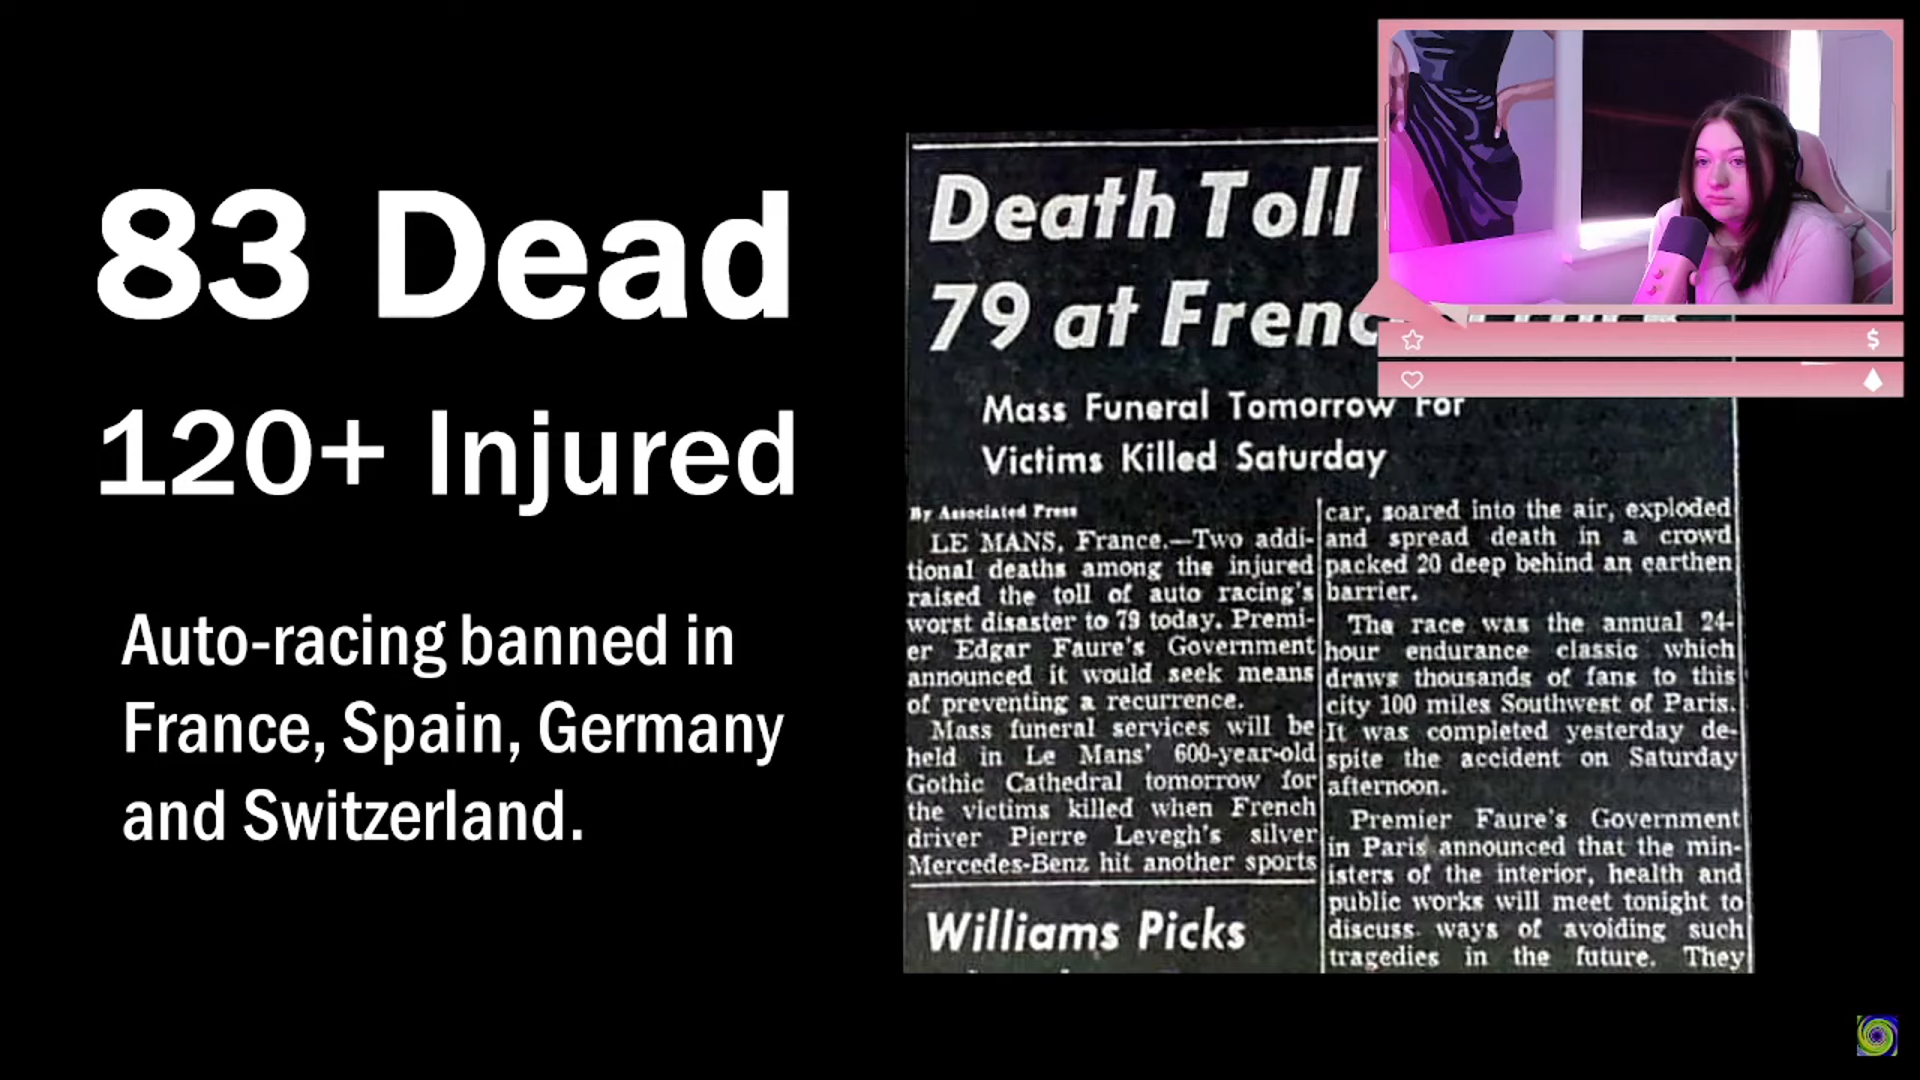 83 Dead
120+ Injured
Auto-racing banned in
France, Spain, Germany
and Switzerland.
Death Toll
79 at French
Mass Funeral Tomorrow For
Victims Killed Saturday
By Associated Press
LE MANS, France.—Two addi-
tional deaths among the injured
raised the toll of auto racing's
worst disaster to 79 today. Premi-
er Edgar Faure's Government
announced it would seek means
of preventing a recurrence.
Mass funeral services will be
held in Le Mans' 600-year-old
Gothic Cathedral tomorrow for
the victims killed when French
driver Pierre Levegh's silver
Mercedes-Benz hit another sports
car, soared into the air, exploded
and spread death in a crowd
packed 20 deep behind an earthen
barrier.
The race was the annual 24-
hour endurance classic which
draws thousands of fans to this
city 100 miles Southwest of Paris.
It was completed yesterday de-
spite the accident on Saturday
afternoon.
Premier Faure's Government
in Paris announced that the min-
isters of the interior, health and
public works will meet tonight to
discuss ways of avoiding such
tragedies in the future. They
Williams Picks
$